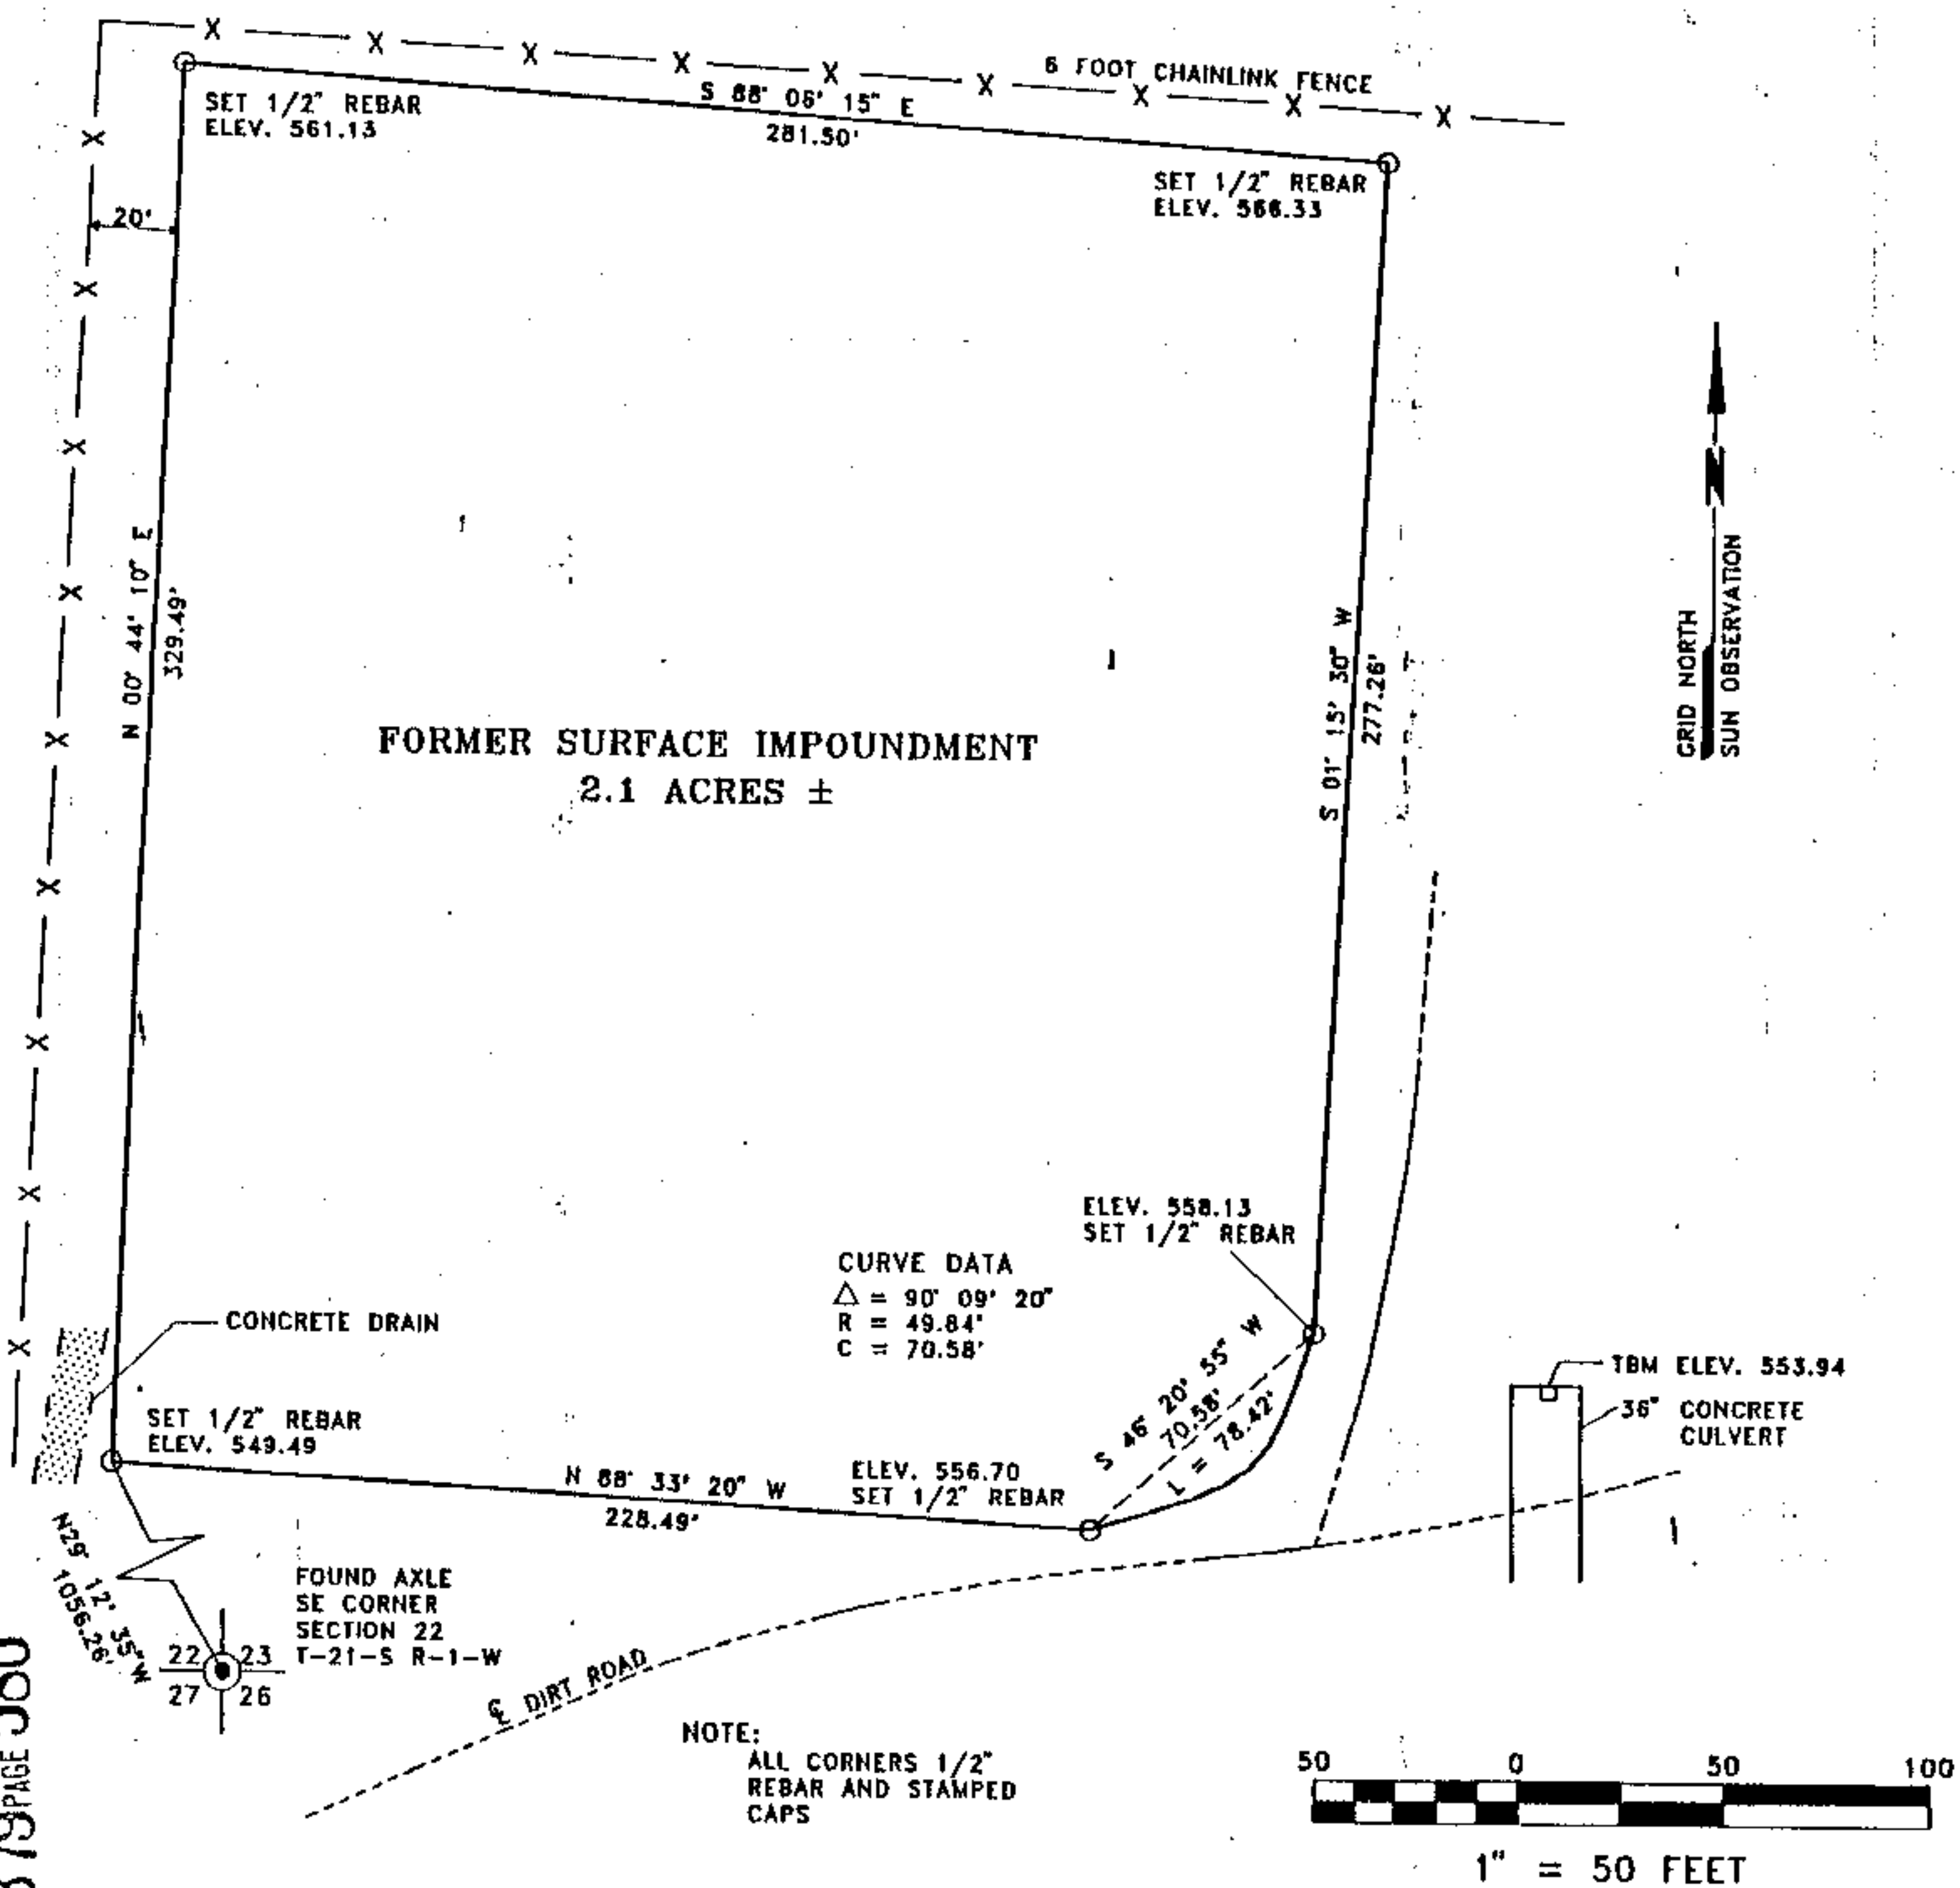 6 FOOT CHAINLINK FENCE
S 88° 06' 15" E
281.50'
SET 1/2" REBAR
ELEV. 561.13
SET 1/2" REBAR
ELEV. 566.33
20'
N 00° 44' 10" E
329.49'
S 01° 15' 30" W
277.26'
GRID NORTH
N
SUN OBSERVATION
FORMER SURFACE IMPOUNDMENT
2.1 ACRES ±
ELEV. 558.13
SET 1/2" REBAR
CURVE DATA
△ = 90° 09' 20"
R = 49.84'
C = 70.58'
S 46° 20' 55" W
70.58'
L = 78.42'
CONCRETE DRAIN
TBM ELEV. 553.94
36" CONCRETE
CULVERT
SET 1/2" REBAR
ELEV. 549.49
N 88° 33' 20" W
228.49'
ELEV. 556.70
SET 1/2" REBAR
N29° 12' 35" W
1056.26'
FOUND AXLE
SE CORNER
SECTION 22
T-21-S R-1-W
22 23
27 26
℄ DIRT ROAD
NOTE:
ALL CORNERS 1/2"
REBAR AND STAMPED
CAPS
50 0 50 100
1" = 50 FEET
PAGE